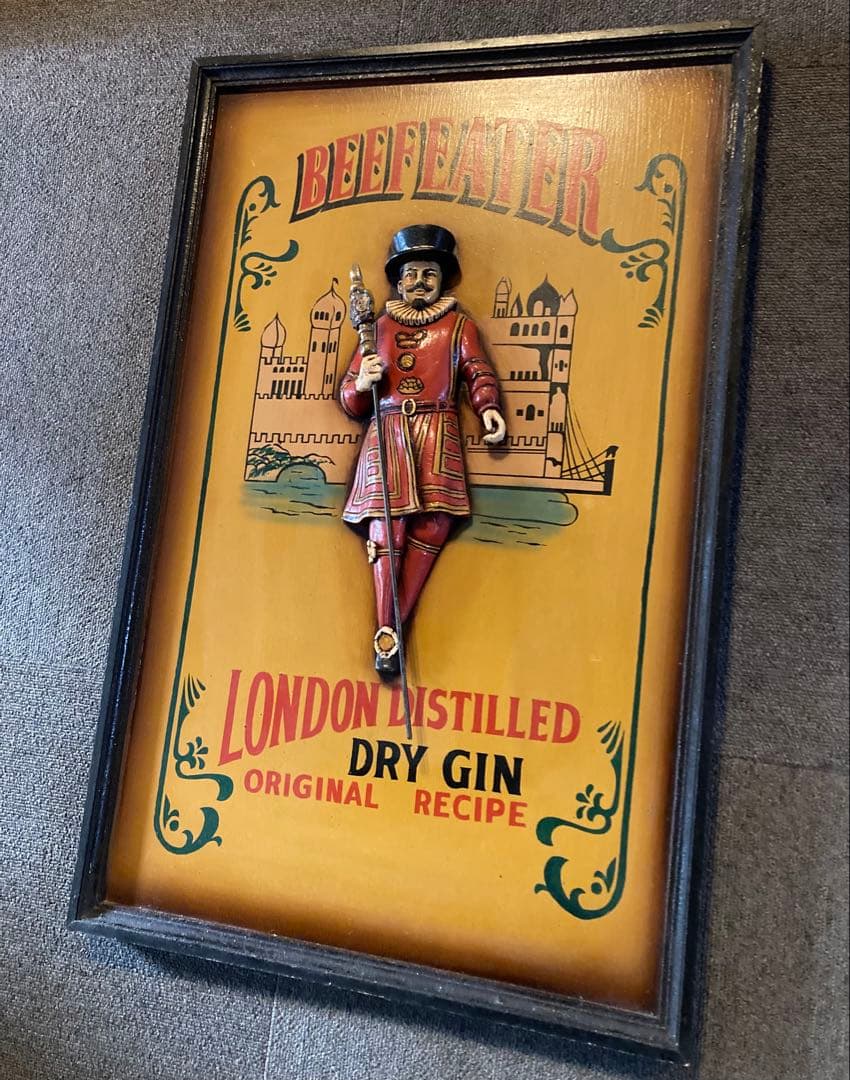 BEEFEATER
LONDON DISTILLED
DRY GIN
ORIGINAL RECIPE